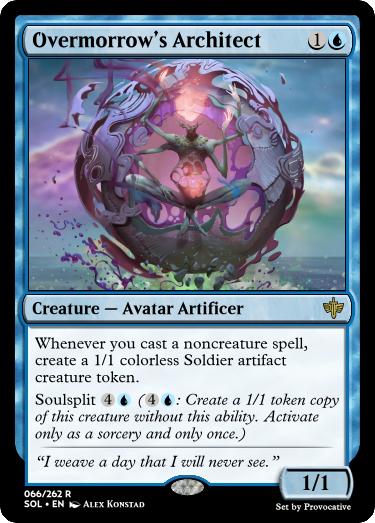 Overmorrow's Architect 1
Creature — Avatar Artificer
Whenever you cast a noncreature spell,
create a 1/1 colorless Soldier artifact
creature token.
Soulsplit 4 (4 : Create a 1/1 token copy
of this creature without this ability. Activate
only as a sorcery and only once.)
“I weave a day that I will never see.”
1/1
066/262 R
SOL • EN Alex Konstad
Set by Provocative